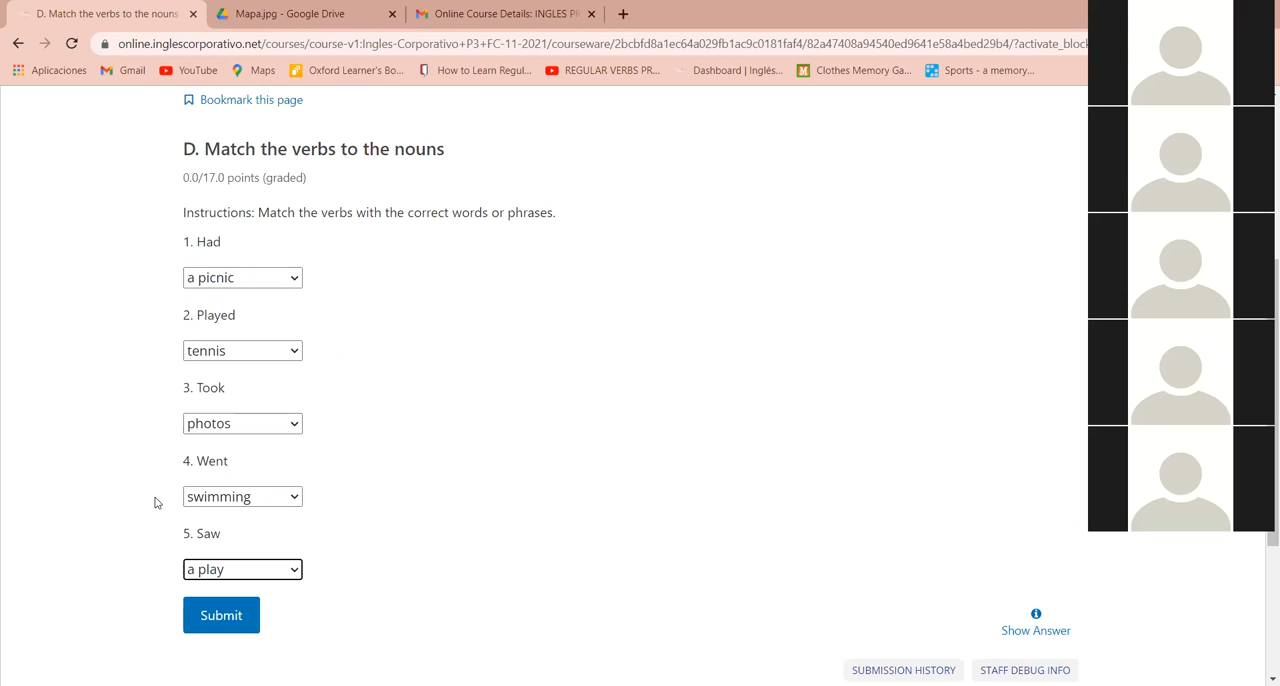 D. Match the verbs to the nouns
Mapa.jpg - Google Drive
Online Course Details: INGLES PR
online.inglescorporativo.net/courses/course-v1:Ingles-Corporativo+P3+FC-11-2021/courseware/2bcbfd8a1ec64a029fb1ac9c0181faf4/82a47408a94540ed9641e58a4bed29b4/?activate_block
Aplicaciones Gmail YouTube Maps Oxford Learner's Bo... How to Learn Regul... REGULAR VERBS PR... Dashboard | Inglés... Clothes Memory Ga... Sports - a memory...
Bookmark this page
D. Match the verbs to the nouns
0.0/17.0 points (graded)
Instructions: Match the verbs with the correct words or phrases.
1. Had
a picnic
2. Played
tennis
3. Took
photos
4. Went
swimming
5. Saw
a play
Submit
Show Answer
SUBMISSION HISTORY STAFF DEBUG INFO